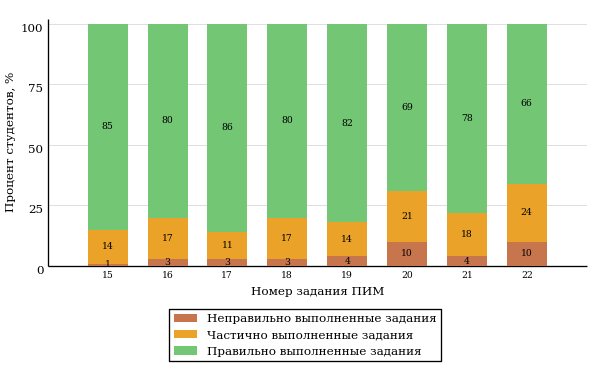 100
75
50
25
0
Процент студентов, %
85 80 86 80 82 69 78 66
14 17 11 17 14 21 18 24
1 3 3 3 4 10 4 10
15 16 17 18 19 20 21 22
Номер задания ПИМ
Неправильно выполненные задания
Частично выполненные задания
Правильно выполненные задания